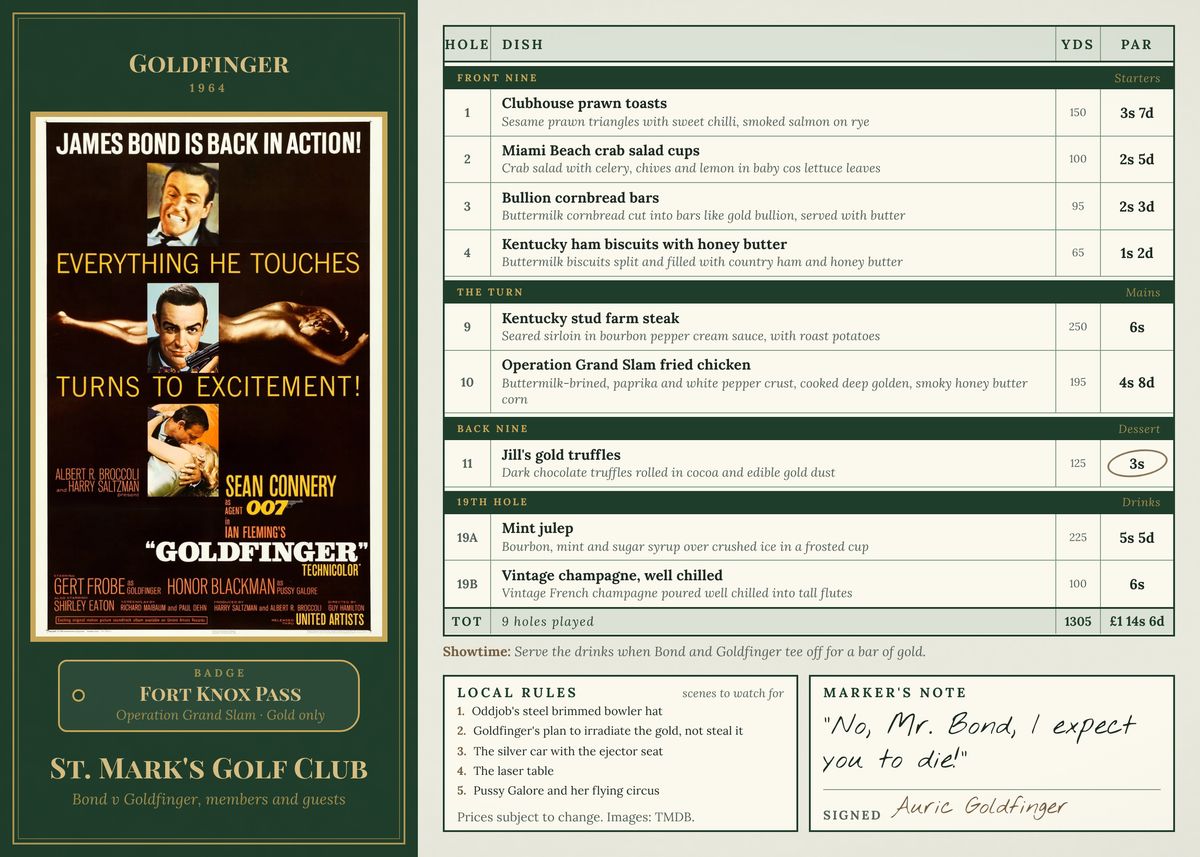 GOLDFINGER
1964
JAMES BOND IS BACK IN ACTION!
EVERYTHING HE TOUCHES
TURNS TO EXCITEMENT!
ALBERT R. BROCCOLI
and HARRY SALTZMAN
present
SEAN CONNERY
as
AGENT 007
in
IAN FLEMING'S
"GOLDFINGER"
TECHNICOLOR
GERT FROBE as GOLDFINGER HONOR BLACKMAN as PUSSY GALORE
SHIRLEY EATON RICHARD MAIBAUM and PAUL DEHN HARRY SALTZMAN and ALBERT R. BROCCOLI GUY HAMILTON
Exciting original motion picture soundtrack album available on United Artists Records
RELEASED THRU UNITED ARTISTS
BADGE
FORT KNOX PASS
Operation Grand Slam · Gold only
ST. MARK'S GOLF CLUB
Bond v Goldfinger, members and guests
HOLE DISH YDS PAR
FRONT NINE Starters
1 Clubhouse prawn toasts 150 3s 7d
Sesame prawn triangles with sweet chilli, smoked salmon on rye
2 Miami Beach crab salad cups 100 2s 5d
Crab salad with celery, chives and lemon in baby cos lettuce leaves
3 Bullion cornbread bars 95 2s 3d
Buttermilk cornbread cut into bars like gold bullion, served with butter
4 Kentucky ham biscuits with honey butter 65 1s 2d
Buttermilk biscuits split and filled with country ham and honey butter
THE TURN Mains
9 Kentucky stud farm steak 250 6s
Seared sirloin in bourbon pepper cream sauce, with roast potatoes
10 Operation Grand Slam fried chicken 195 4s 8d
Buttermilk-brined, paprika and white pepper crust, cooked deep golden, smoky honey butter
corn
BACK NINE Dessert
11 Jill's gold truffles 125 3s
Dark chocolate truffles rolled in cocoa and edible gold dust
19TH HOLE Drinks
19A Mint julep 225 5s 5d
Bourbon, mint and sugar syrup over crushed ice in a frosted cup
19B Vintage champagne, well chilled 100 6s
Vintage French champagne poured well chilled into tall flutes
TOT 9 holes played 1305 £1 14s 6d
Showtime: Serve the drinks when Bond and Goldfinger tee off for a bar of gold.
LOCAL RULES scenes to watch for
1. Oddjob's steel brimmed bowler hat
2. Goldfinger's plan to irradiate the gold, not steal it
3. The silver car with the ejector seat
4. The laser table
5. Pussy Galore and her flying circus
Prices subject to change. Images: TMDB.
MARKER'S NOTE
"No, Mr. Bond, I expect
you to die!"
SIGNED Auric Goldfinger